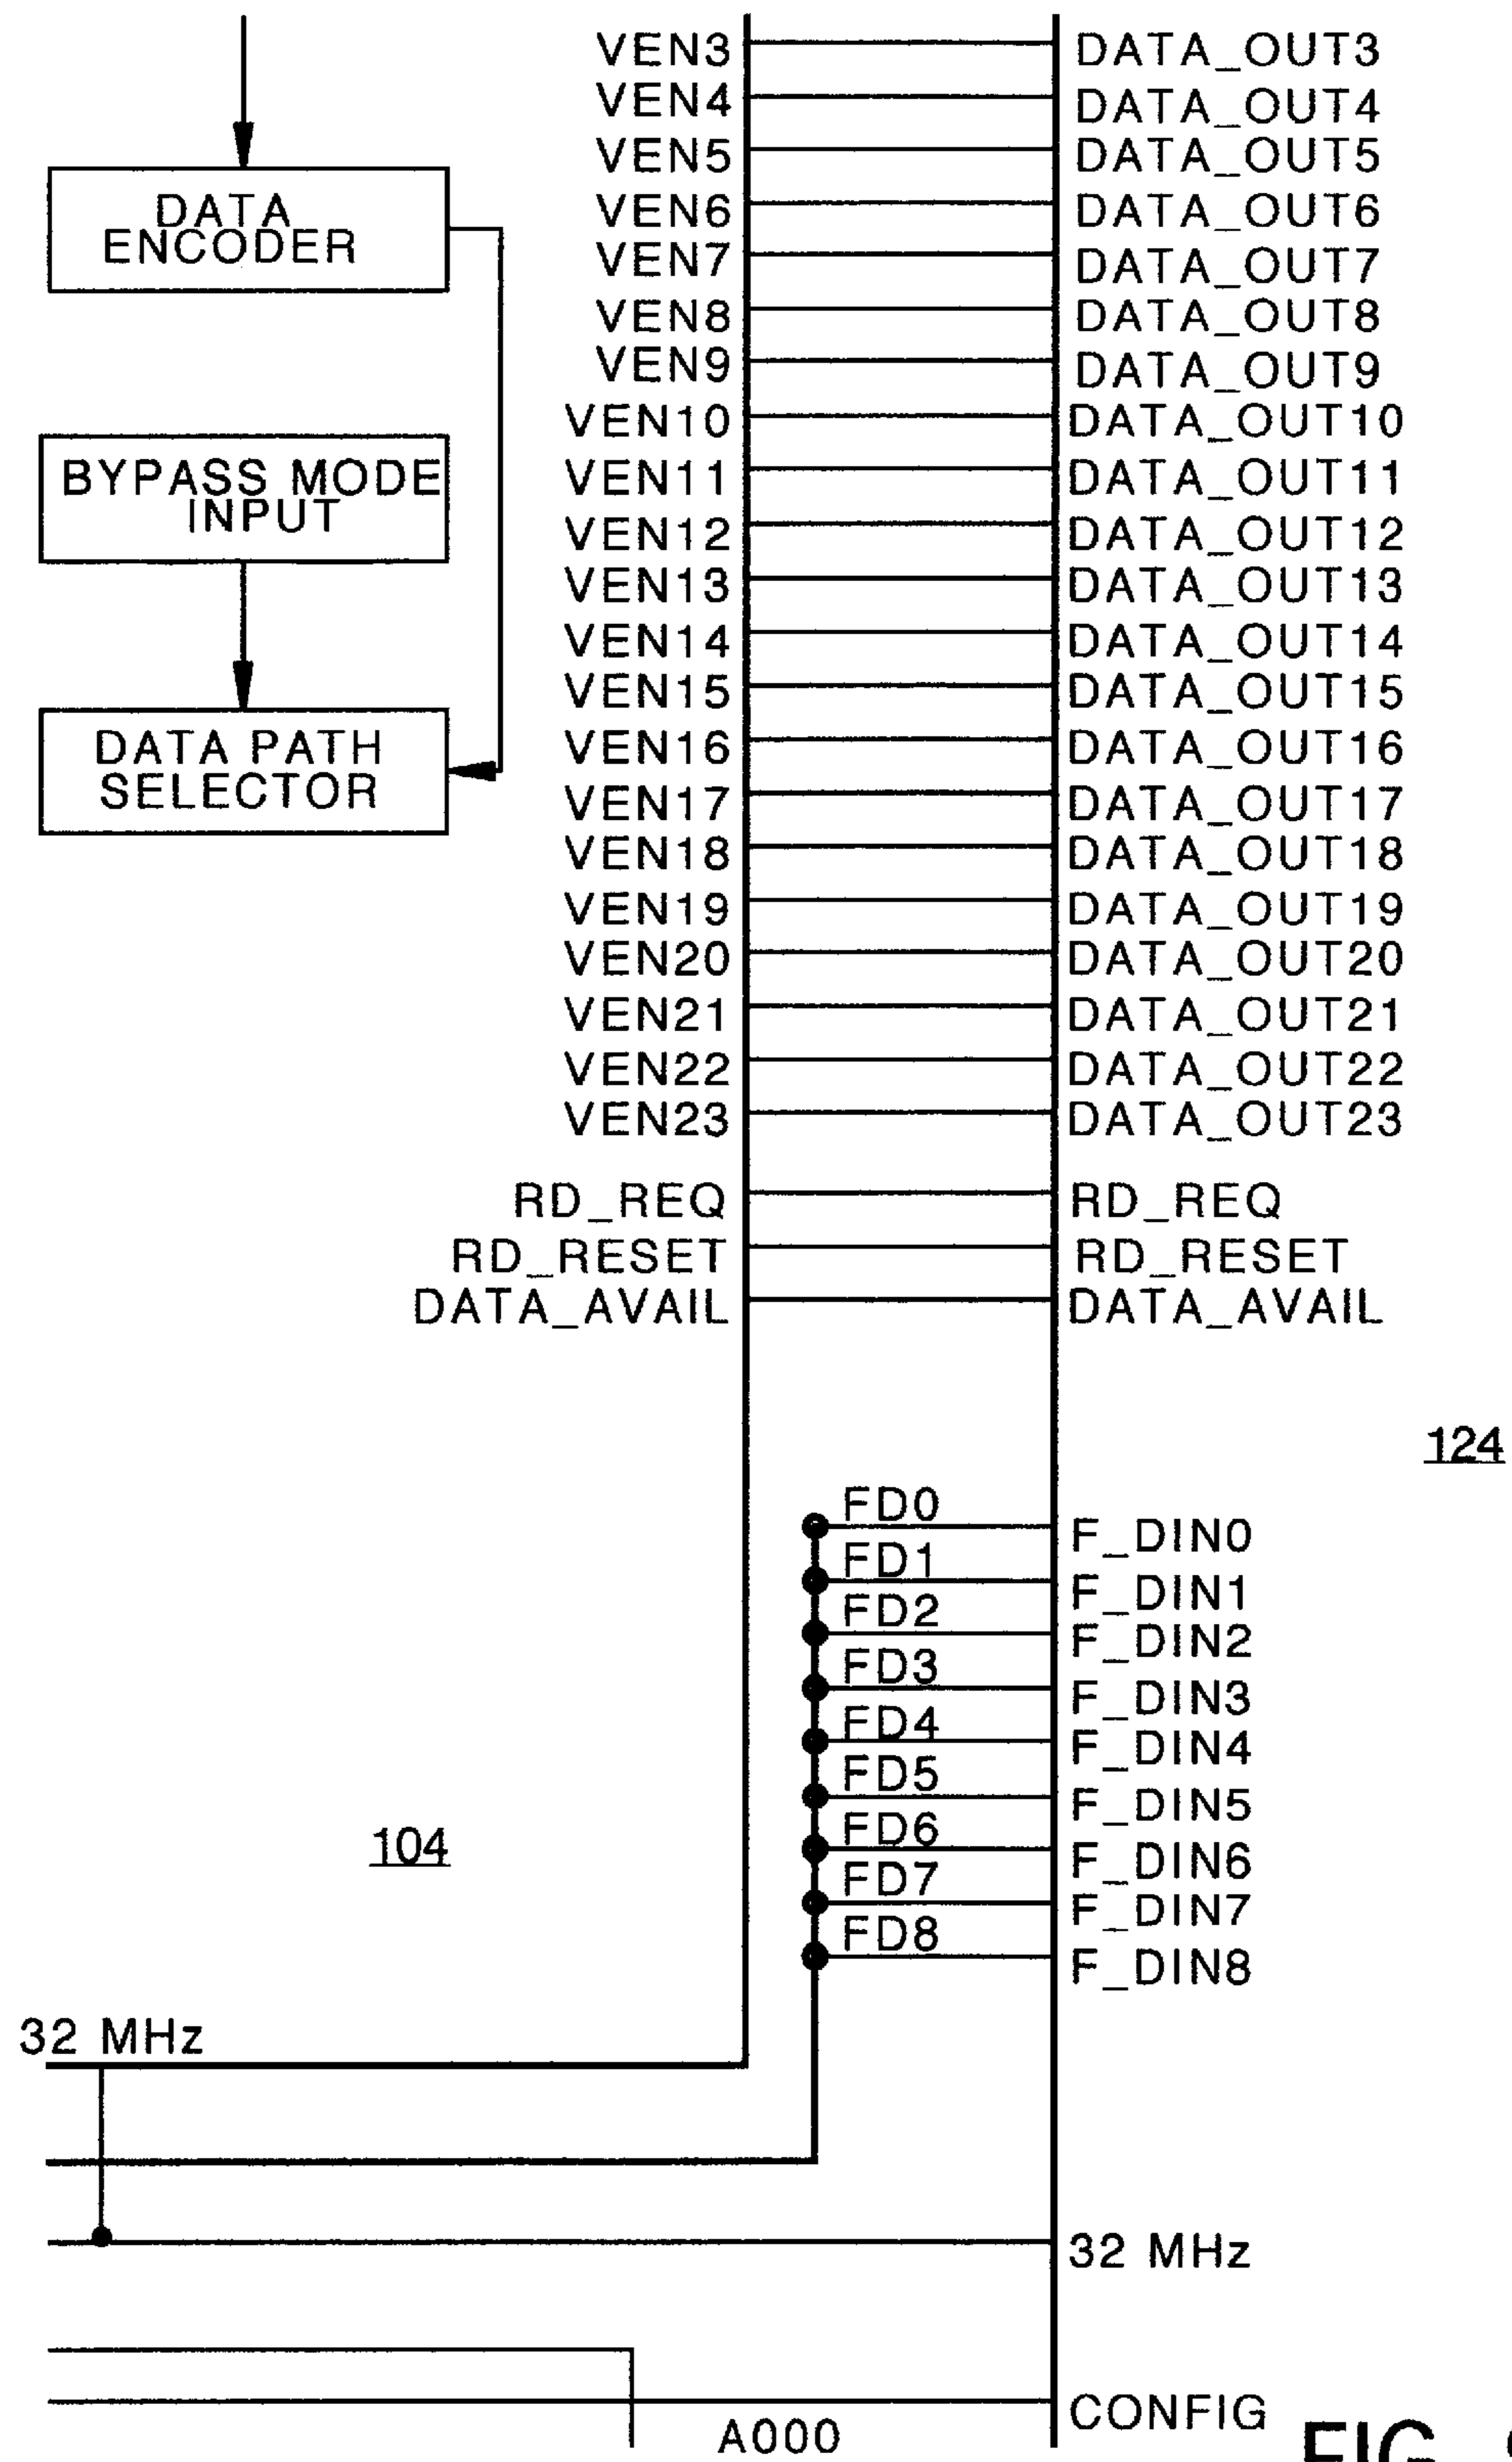 VEN3 DATA_OUT3
VEN4 DATA_OUT4
VEN5 DATA_OUT5
DATA
ENCODER
VEN6 DATA_OUT6
VEN7 DATA_OUT7
VEN8 DATA_OUT8
VEN9 DATA_OUT9
VEN10 DATA_OUT10
BYPASS MODE
INPUT
VEN11 DATA_OUT11
VEN12 DATA_OUT12
VEN13 DATA_OUT13
VEN14 DATA_OUT14
VEN15 DATA_OUT15
DATA PATH
SELECTOR
VEN16 DATA_OUT16
VEN17 DATA_OUT17
VEN18 DATA_OUT18
VEN19 DATA_OUT19
VEN20 DATA_OUT20
VEN21 DATA_OUT21
VEN22 DATA_OUT22
VEN23 DATA_OUT23
RD_REQ RD_REQ
RD_RESET RD_RESET
DATA_AVAIL DATA_AVAIL
124
FD0 F_DIN0
FD1 F_DIN1
FD2 F_DIN2
FD3 F_DIN3
FD4 F_DIN4
FD5 F_DIN5
104
FD6 F_DIN6
FD7 F_DIN7
FD8 F_DIN8
32 MHz
32 MHz
CONFIG
A000
FIG